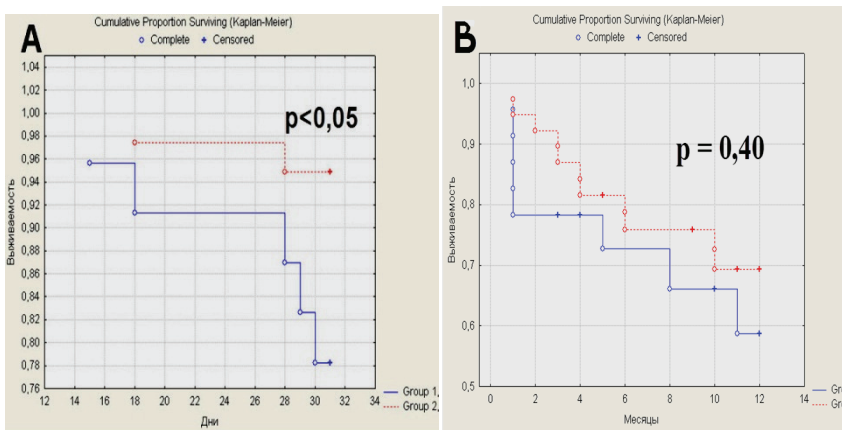 A
Cumulative Proportion Surviving (Kaplan-Meier)
Complete Censored
p<0,05
Выживаемость
1,04
1,02
1,00
0,98
0,96
0,94
0,92
0,90
0,88
0,86
0,84
0,82
0,80
0,78
0,76
12 14 16 18 20 22 24 26 28 30 32 34
Дни
Group 1,
Group 2,
B
Cumulative Proportion Surviving (Kaplan-Meier)
Complete Censored
p = 0,40
Выживаемость
1,0
0,9
0,8
0,7
0,6
0,5
0 2 4 6 8 10 12 14
Месяцы
Gro
Gro